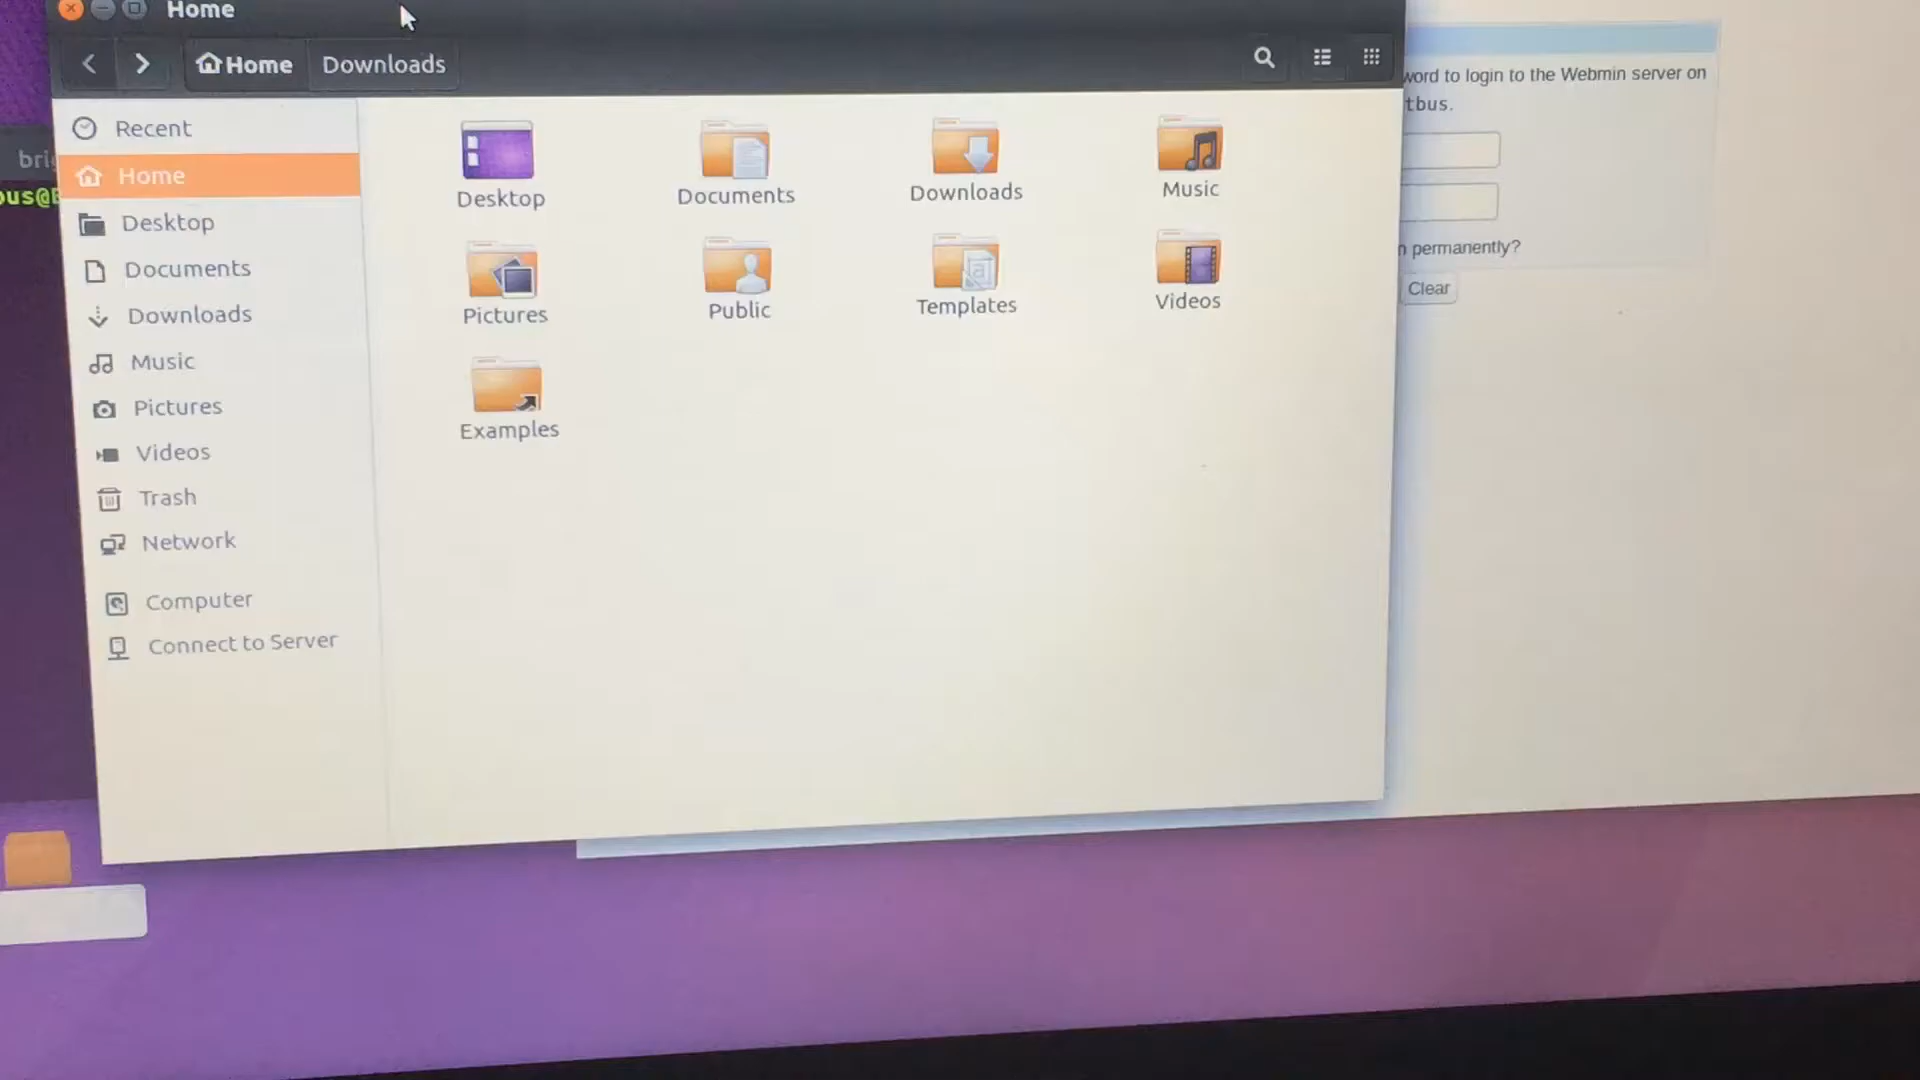 Home
Home Downloads
Recent
Home
Desktop
Documents
Downloads
Music
Pictures
Videos
Trash
Network
Computer
Connect to Server
Desktop Documents Downloads Music
Pictures Public Templates Videos
Examples
bri
bus@B
word to login to the Webmin server on
tbus.
n permanently?
Clear